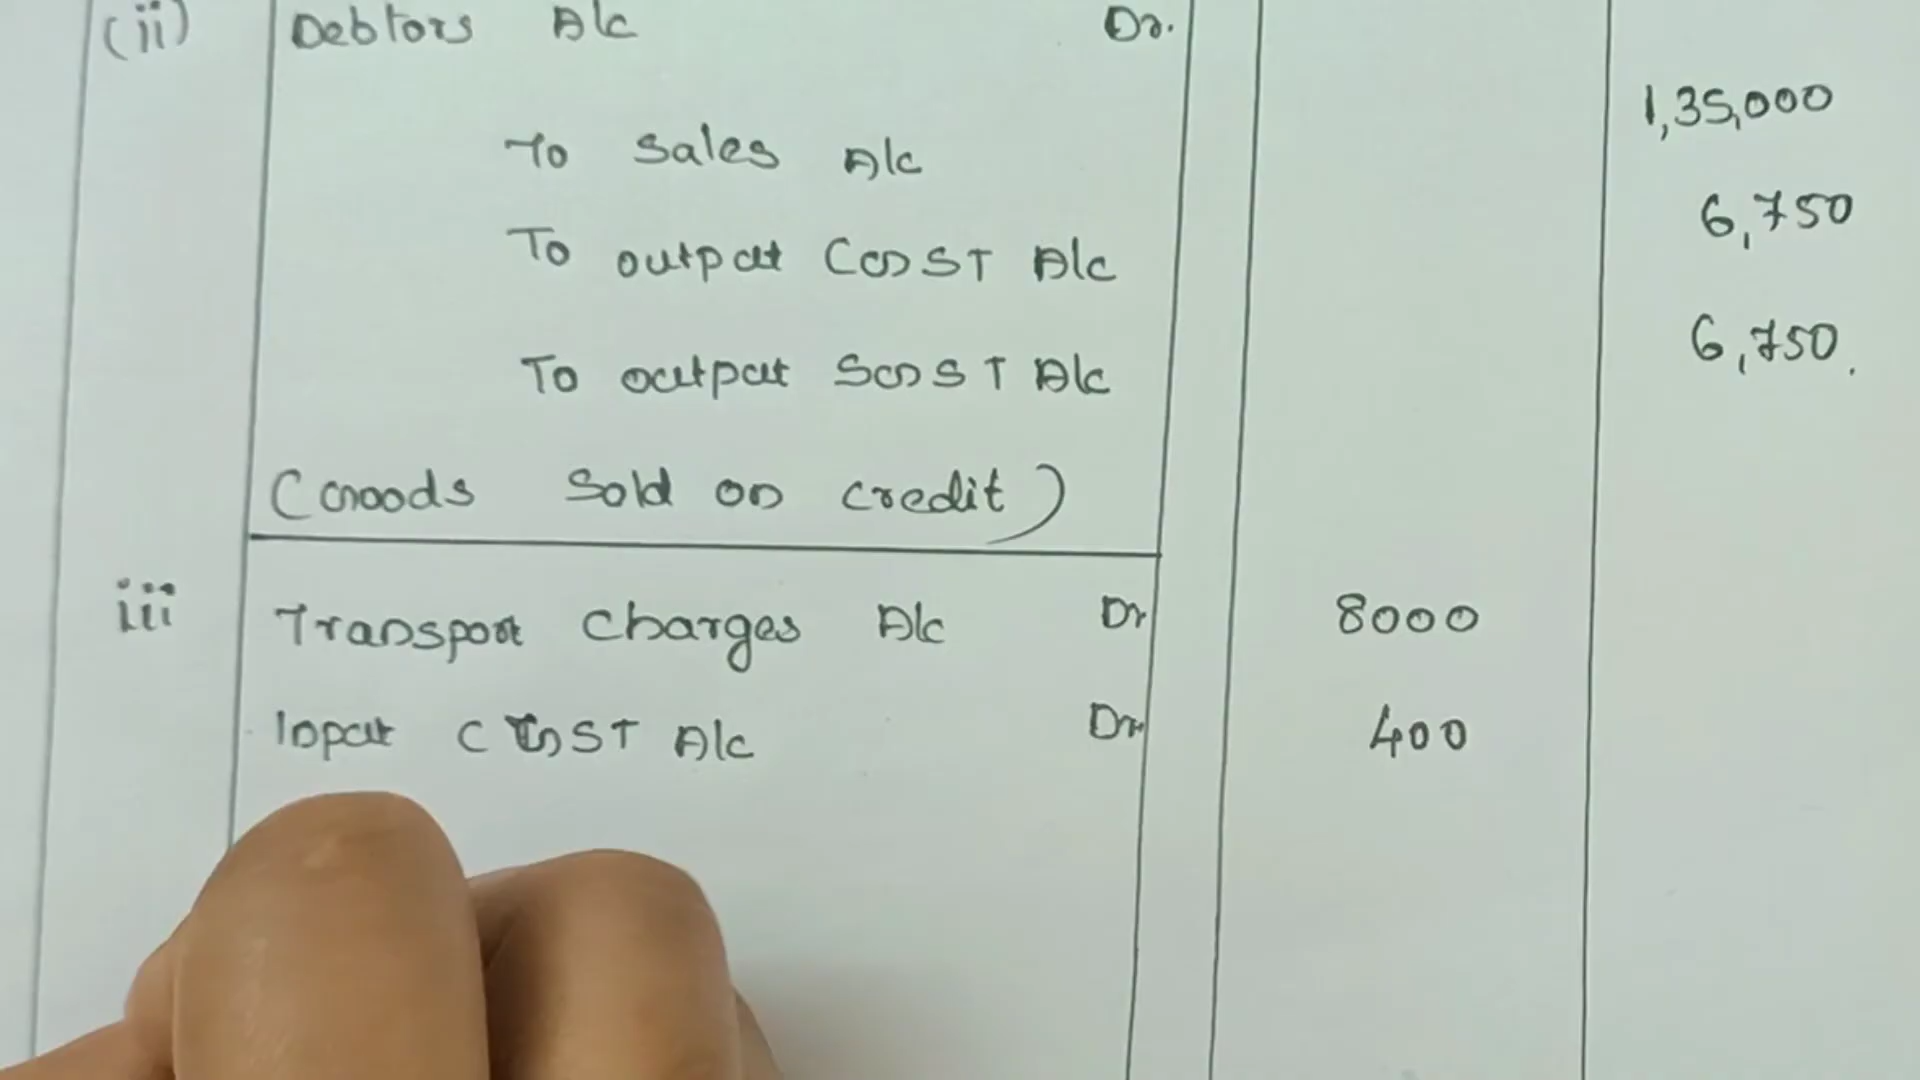 (ii) Debtors A/c Dr.
To Sales A/c 1,35,000
To output CGST A/c 6,750
To output SGST A/c 6,750.
(Goods Sold on credit)
iii Transport Charges A/c Dr 8000
Input CGST A/c Dr 400